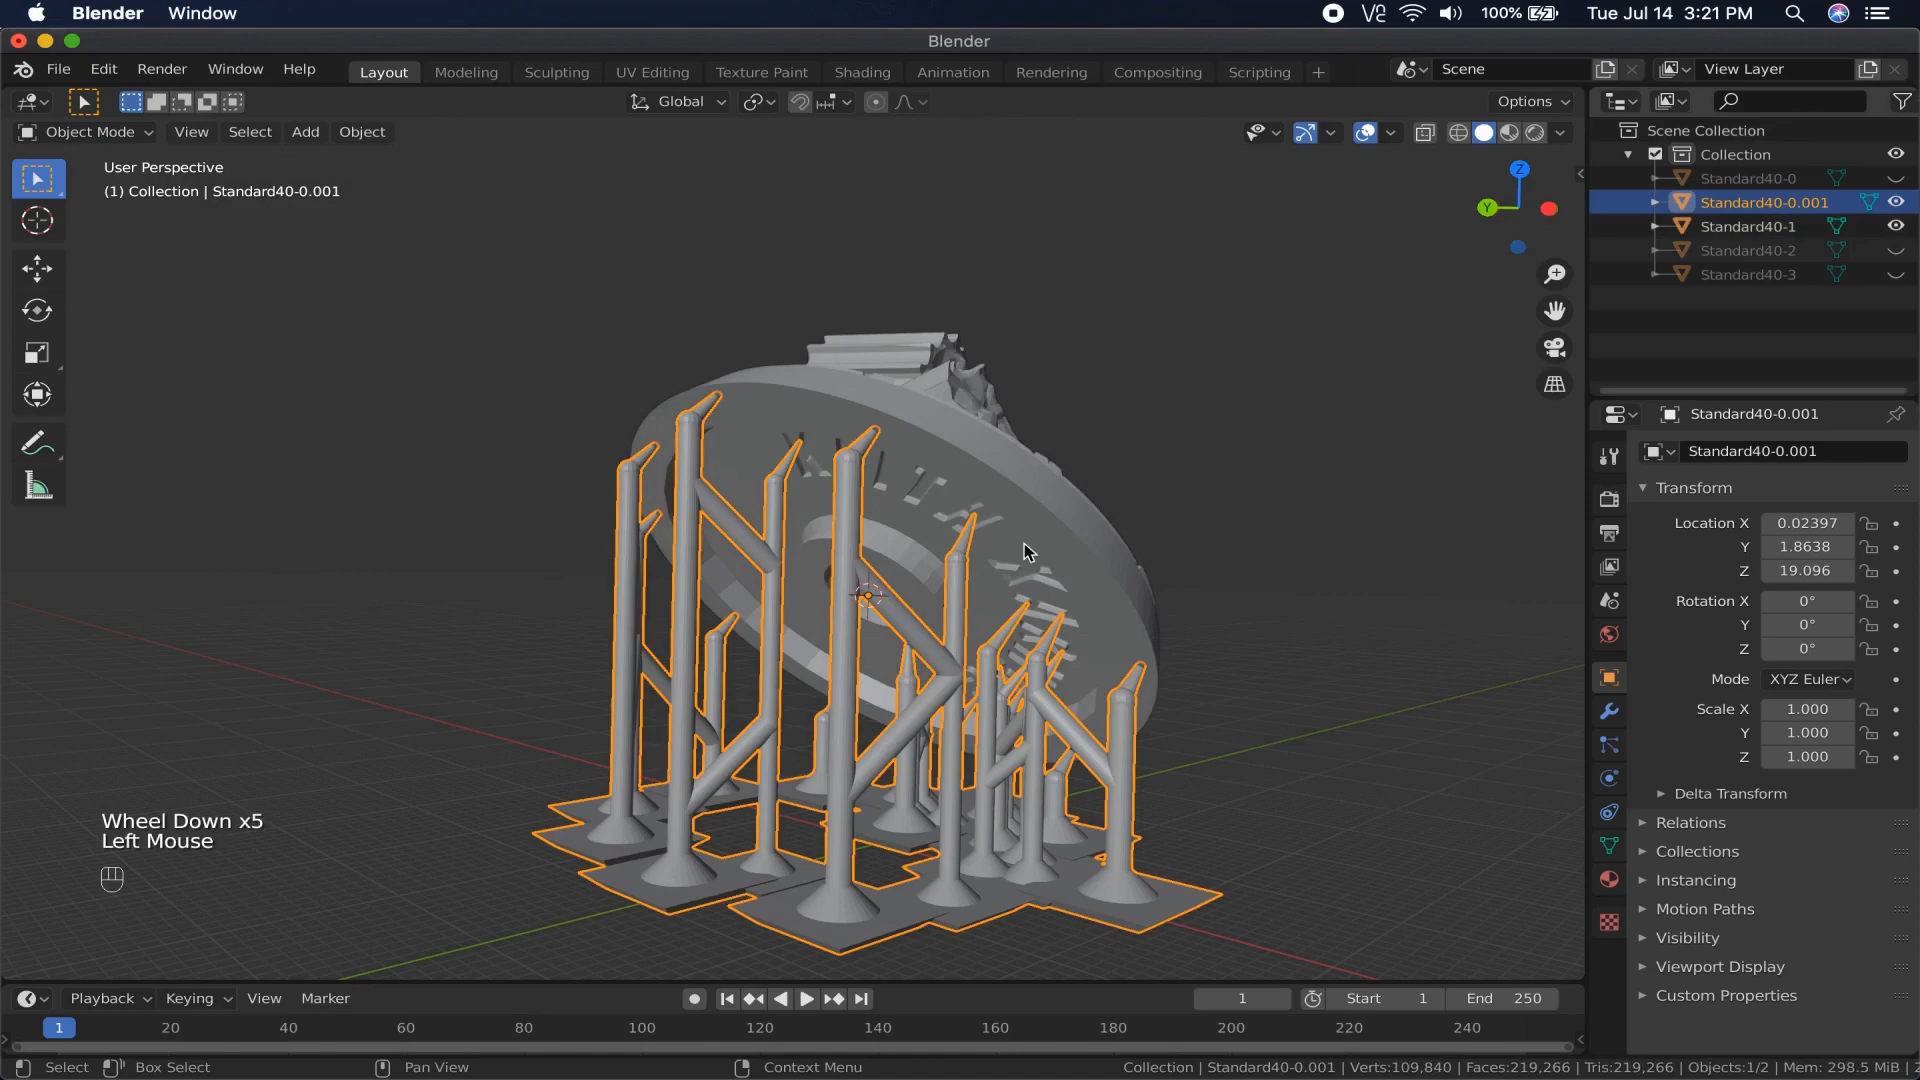 Blender Window 100% Tue Jul 14 3:21 PM
Blender
File Edit Render Window Help Layout Modeling Sculpting UV Editing Texture Paint Shading Animation Rendering Compositing Scripting + Scene View Layer
Global Options
Object Mode View Select Add Object
User Perspective
(1) Collection | Standard40-0.001
Z
Y
Scene Collection
Collection
Standard40-0
Standard40-0.001
Standard40-1
Standard40-2
Standard40-3
Standard40-0.001
Standard40-0.001
Transform
Location X 0.02397
Y 1.8638
Z 19.096
Rotation X 0°
Y 0°
Z 0°
Mode XYZ Euler
Scale X 1.000
Y 1.000
Z 1.000
Delta Transform
Relations
Collections
Instancing
Motion Paths
Visibility
Viewport Display
Custom Properties
Wheel Down x5
Left Mouse
Playback Keying View Marker 1 Start 1 End 250
1 20 40 60 80 100 120 140 160 180 200 220 240
Select Box Select Pan View Context Menu Collection | Standard40-0.001 | Verts:109,840 | Faces:219,266 | Tris:219,266 | Objects:1/2 | Mem: 298.5 MiB |